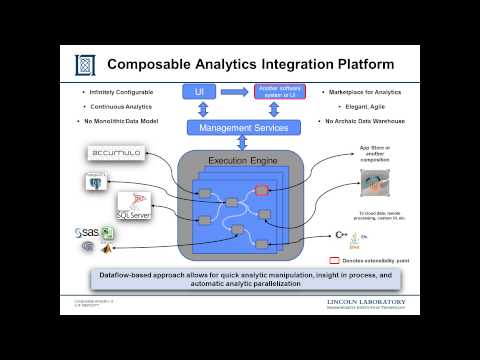 Composable Analytics Integration Platform
• Infinitely Configurable
• Continuous Analytics
• No Monolithic Data Model
UI
Another software
system or UI
• Marketplace for Analytics
• Elegant, Agile
• No Archaic Data Warehouse
Management Services
Execution Engine
accumulo
SQL Server
sas
App Store or
another
composition
To cloud data, remote
processing, custom UI, etc.
C++
Java
Denotes extensibility point
Dataflow-based approach allows for quick analytic manipulation, insight in process, and
automatic analytic parallelization
Composable Analytics
LINCOLN LABORATORY
MASSACHUSETTS INSTITUTE OF TECHNOLOGY